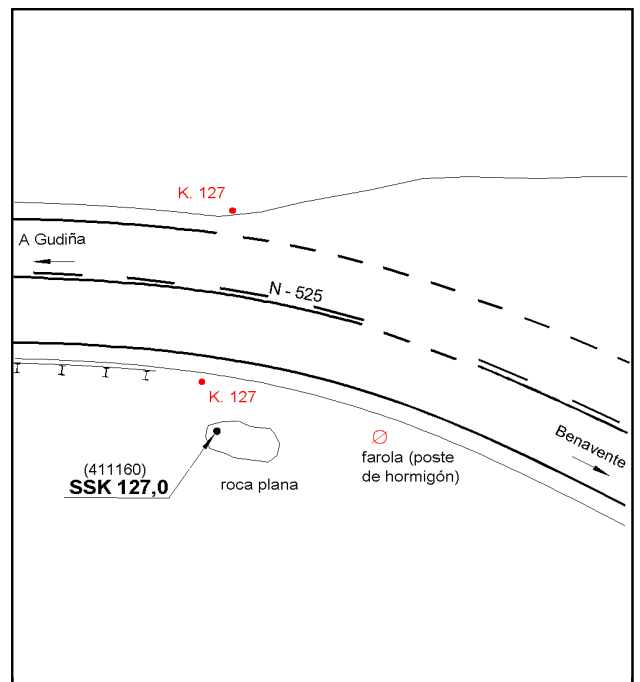 K. 127
A Gudiña
N - 525
K. 127
Benavente
farola (poste
de hormigón)
(411160)
SSK 127,0
roca plana